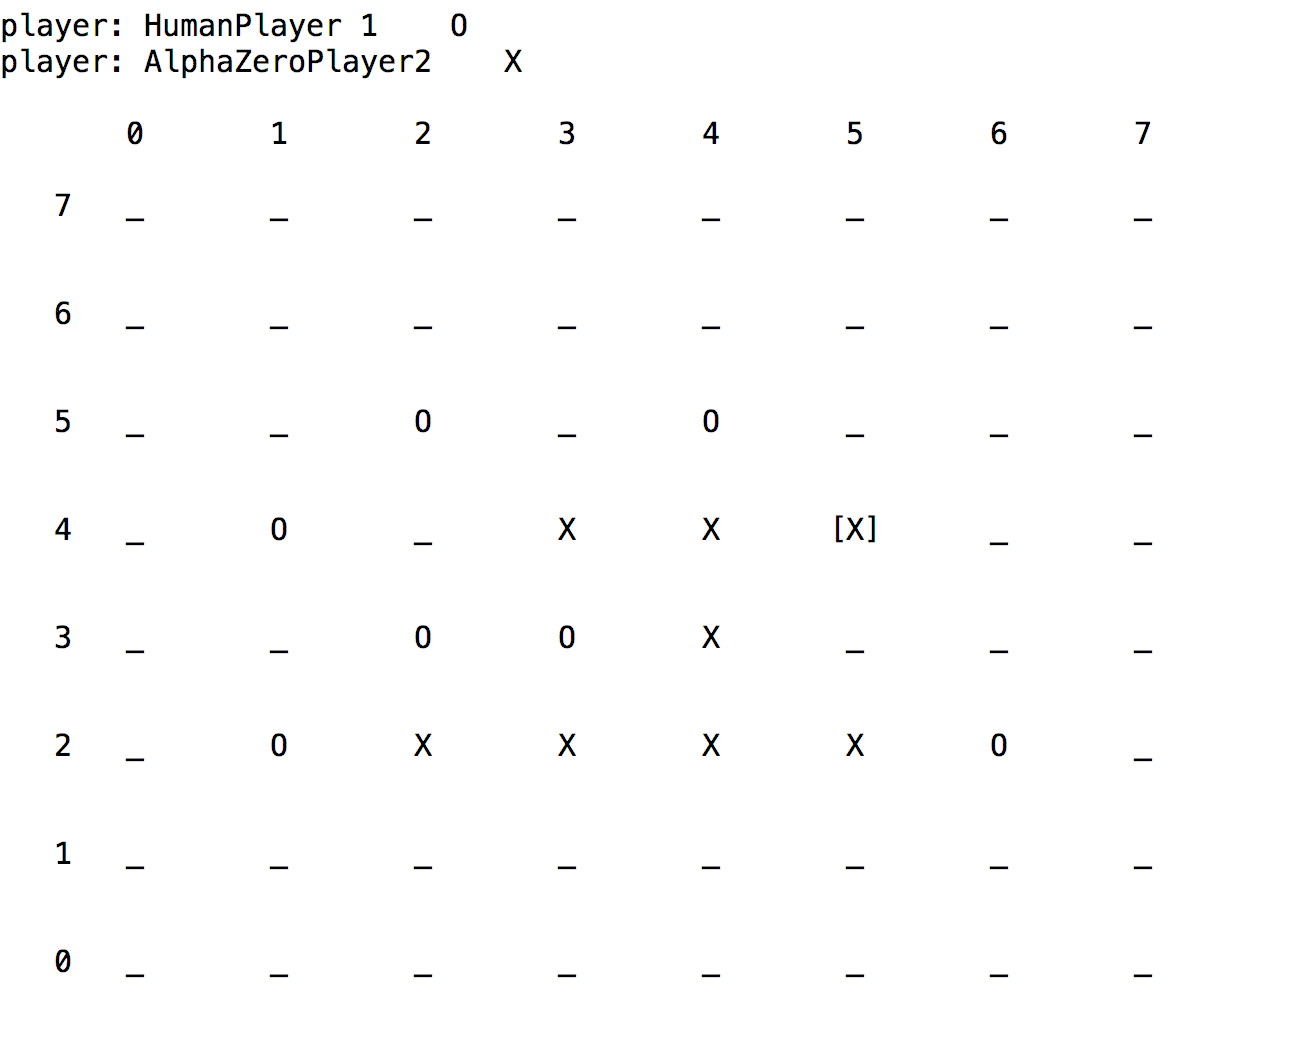 player: HumanPlayer 1    O
player: AlphaZeroPlayer2    X
0 1 2 3 4 5 6 7
7 _ _ _ _ _ _ _ _
6 _ _ _ _ _ _ _ _
5 _ _ O _ O _ _ _
4 _ O _ X X [X] _ _
3 _ _ O O X _ _ _
2 _ O X X X X O _
1 _ _ _ _ _ _ _ _
0 _ _ _ _ _ _ _ _